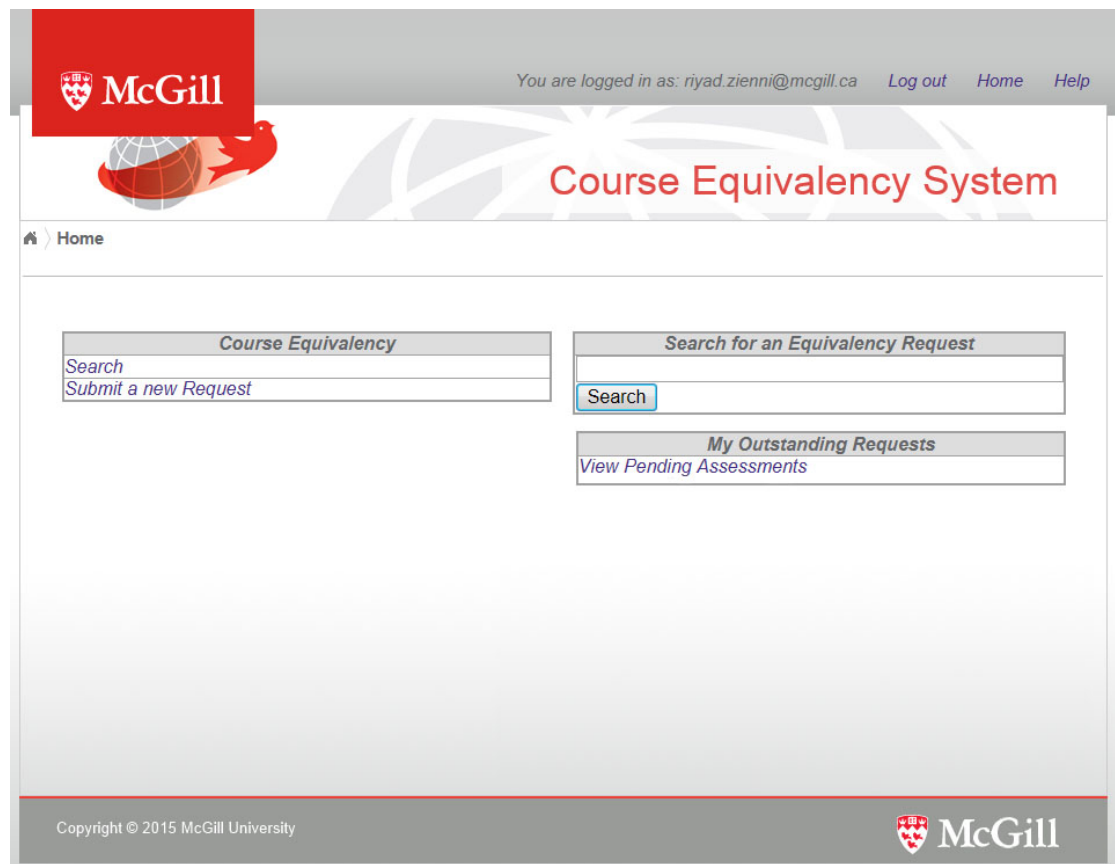 McGill
You are logged in as: riyad.zienni@mcgill.ca Log out Home Help
Course Equivalency System
Home
Course Equivalency
Search
Submit a new Request
Search for an Equivalency Request
Search
My Outstanding Requests
View Pending Assessments
Copyright © 2015 McGill University
McGill